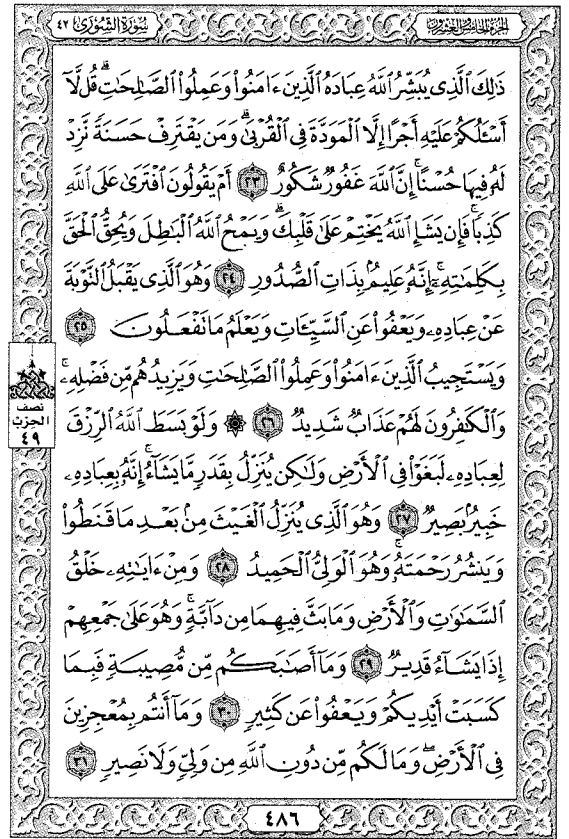 سُورَةُ الشُّورَىٰ ٤٢
الجزء الخامس والعشرون
ذَٰلِكَ ٱلَّذِى يُبَشِّرُ ٱللَّهُ عِبَادَهُ ٱلَّذِينَ ءَامَنُوا۟ وَعَمِلُوا۟ ٱلصَّـٰلِحَـٰتِ ۗ قُل لَّآ
أَسْـَٔلُكُمْ عَلَيْهِ أَجْرًا إِلَّا ٱلْمَوَدَّةَ فِى ٱلْقُرْبَىٰ ۗ وَمَن يَقْتَرِفْ حَسَنَةً نَّزِدْ
لَهُۥ فِيهَا حُسْنًا ۚ إِنَّ ٱللَّهَ غَفُورٌ شَكُورٌ ٢٣ أَمْ يَقُولُونَ ٱفْتَرَىٰ عَلَى ٱللَّهِ
كَذِبًا ۖ فَإِن يَشَإِ ٱللَّهُ يَخْتِمْ عَلَىٰ قَلْبِكَ ۗ وَيَمْحُ ٱللَّهُ ٱلْبَـٰطِلَ وَيُحِقُّ ٱلْحَقَّ
بِكَلِمَـٰتِهِۦٓ ۚ إِنَّهُۥ عَلِيمٌۢ بِذَاتِ ٱلصُّدُورِ ٢٤ وَهُوَ ٱلَّذِى يَقْبَلُ ٱلتَّوْبَةَ
عَنْ عِبَادِهِۦ وَيَعْفُوا۟ عَنِ ٱلسَّيِّـَٔاتِ وَيَعْلَمُ مَا تَفْعَلُونَ ٢٥
وَيَسْتَجِيبُ ٱلَّذِينَ ءَامَنُوا۟ وَعَمِلُوا۟ ٱلصَّـٰلِحَـٰتِ وَيَزِيدُهُم مِّن فَضْلِهِۦ ۚ
وَٱلْكَـٰفِرُونَ لَهُمْ عَذَابٌ شَدِيدٌ ٢٦ ۞ وَلَوْ بَسَطَ ٱللَّهُ ٱلرِّزْقَ
لِعِبَادِهِۦ لَبَغَوْا۟ فِى ٱلْأَرْضِ وَلَـٰكِن يُنَزِّلُ بِقَدَرٍ مَّا يَشَآءُ ۚ إِنَّهُۥ بِعِبَادِهِۦ
خَبِيرٌۢ بَصِيرٌ ٢٧ وَهُوَ ٱلَّذِى يُنَزِّلُ ٱلْغَيْثَ مِنۢ بَعْدِ مَا قَنَطُوا۟
وَيَنشُرُ رَحْمَتَهُۥ ۚ وَهُوَ ٱلْوَلِىُّ ٱلْحَمِيدُ ٢٨ وَمِنْ ءَايَـٰتِهِۦ خَلْقُ
ٱلسَّمَـٰوَٰتِ وَٱلْأَرْضِ وَمَا بَثَّ فِيهِمَا مِن دَآبَّةٍ ۚ وَهُوَ عَلَىٰ جَمْعِهِمْ
إِذَا يَشَآءُ قَدِيرٌ ٢٩ وَمَآ أَصَـٰبَكُم مِّن مُّصِيبَةٍ فَبِمَا
كَسَبَتْ أَيْدِيكُمْ وَيَعْفُوا۟ عَن كَثِيرٍ ٣٠ وَمَآ أَنتُم بِمُعْجِزِينَ
فِى ٱلْأَرْضِ ۖ وَمَا لَكُم مِّن دُونِ ٱللَّهِ مِن وَلِىٍّ وَلَا نَصِيرٍ ٣١
نصف
الحزب
٤٩
٤٨٦